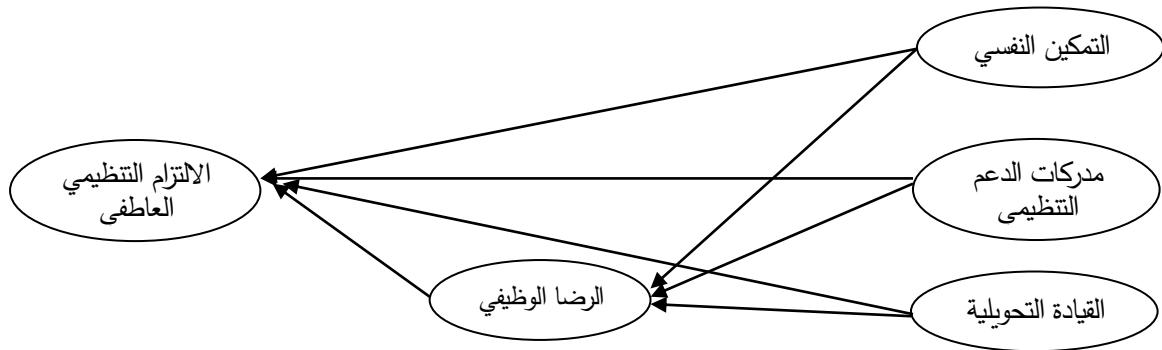 التمكين النفسي
مدركات الدعم
التنظيمى
الالتزام التنظيمي
العاطفى
الرضا الوظيفي
القيادة التحويلية